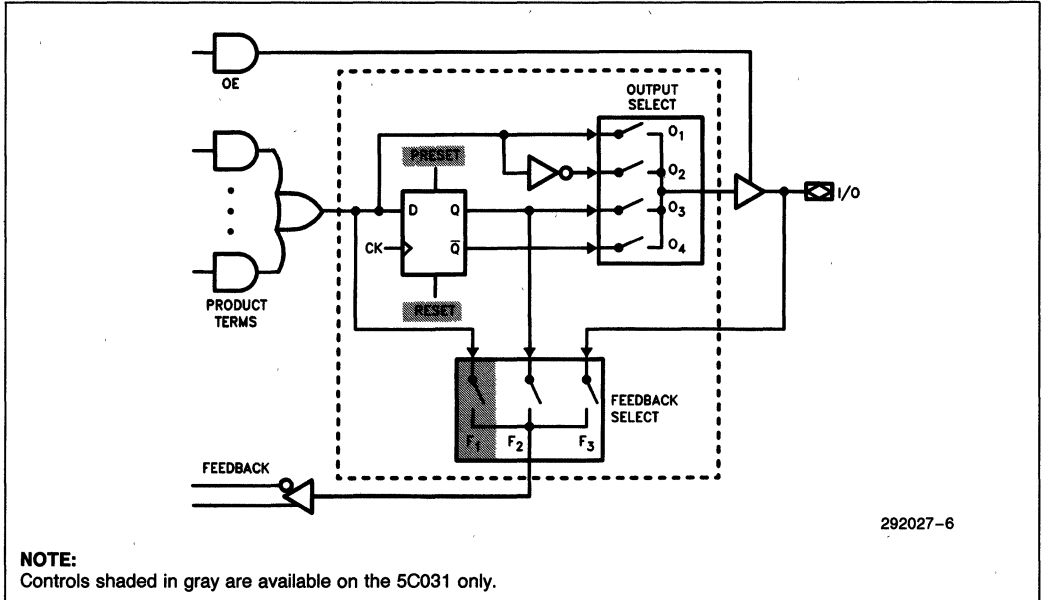 OE
OUTPUT
SELECT
PRESET
O1
O2
D Q
O3
I/O
CK
Q̅
O4
PRODUCT
TERMS
RESET
FEEDBACK
SELECT
F1 F2 F3
FEEDBACK
292027-6
NOTE:
Controls shaded in gray are available on the 5C031 only.